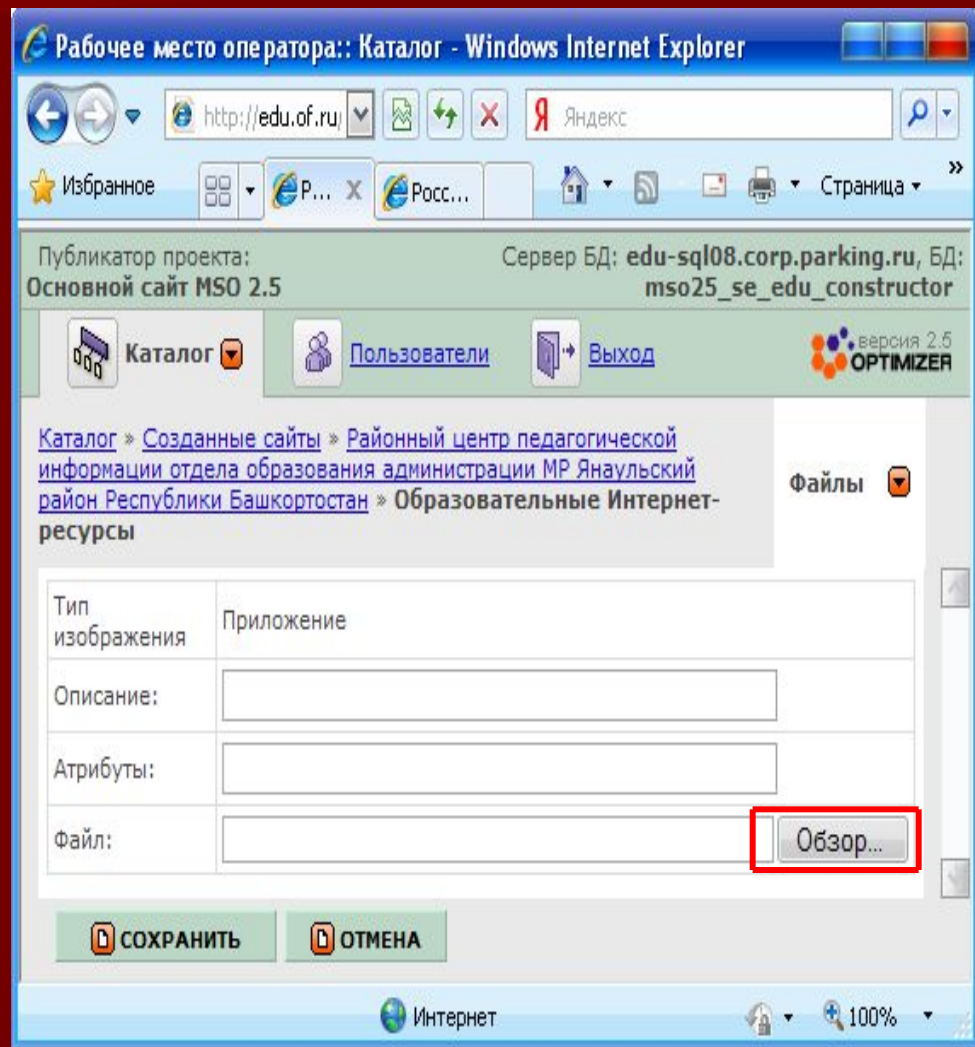 Рабочее место оператора:: Каталог - Windows Internet Explorer
http://edu.of.ru/
Яндекс
Избранное
Р...
Росс...
Страница
»
Публикатор проекта:
Основной сайт MSO 2.5
Сервер БД: edu-sql08.corp.parking.ru, БД:
mso25_se_edu_constructor
Каталог
Пользователи
Выход
версия 2.5
OPTIMIZER
Каталог » Созданные сайты » Районный центр педагогической
информации отдела образования администрации МР Янаульский
район Республики Башкортостан » Образовательные Интернет-
ресурсы
Файлы
Тип
изображения
Приложение
Описание:
Атрибуты:
Файл:
Обзор...
СОХРАНИТЬ
ОТМЕНА
Интернет
100%